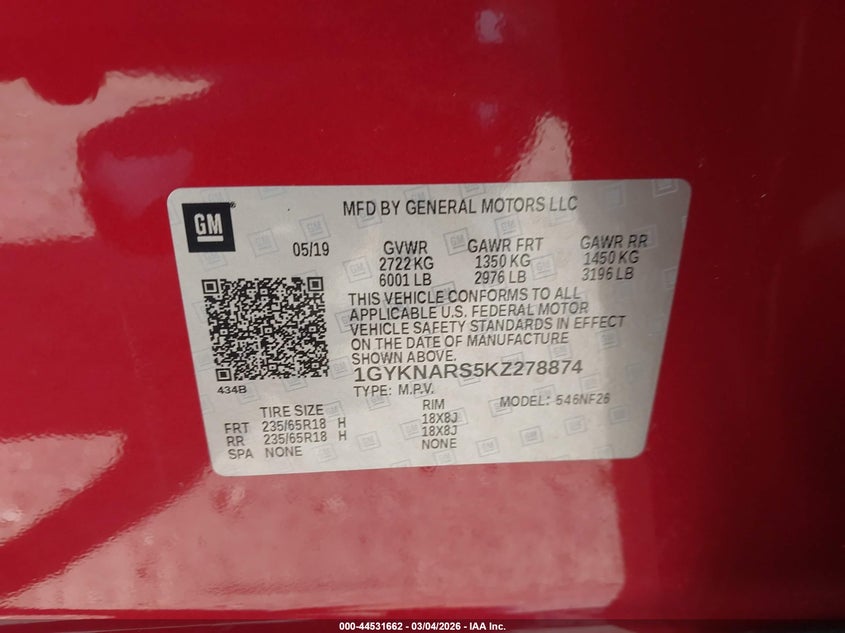 GM
MFD BY GENERAL MOTORS LLC
05/19
GVWR GAWR FRT GAWR RR
2722 KG 1350 KG 1450 KG
6001 LB 2976 LB 3196 LB
THIS VEHICLE CONFORMS TO ALL
APPLICABLE U.S. FEDERAL MOTOR
VEHICLE SAFETY STANDARDS IN EFFECT
ON THE DATE OF MANUFACTURE
SHOWN ABOVE.
1GYKNARS5KZ278874
434B
TYPE: M.P.V. MODEL: 546NF26
TIRE SIZE RIM
FRT 235/65R18 H 18X8J
RR 235/65R18 H 18X8J
SPA NONE NONE
000-44531662 - 03/04/2026 - IAA Inc.